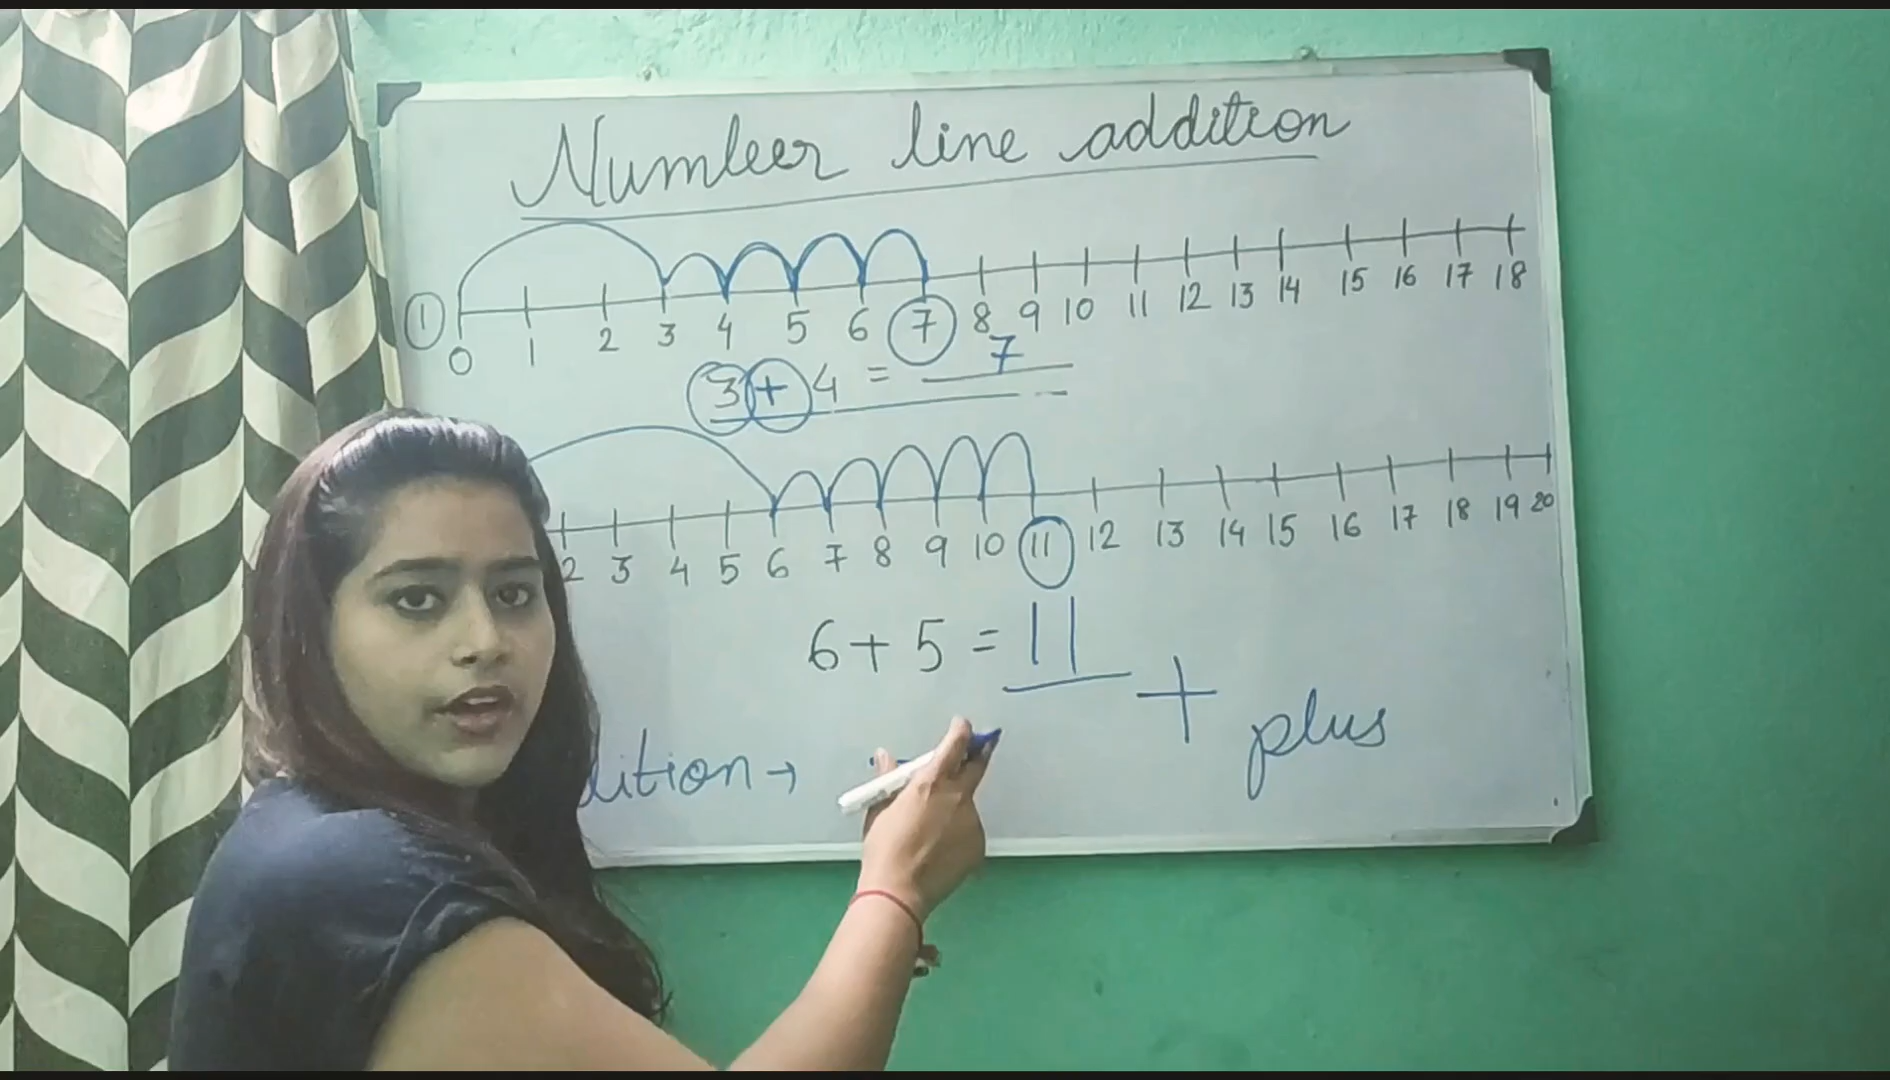 Number line addition
① 0 1 2 3 4 5 6 7 8 9 10 11 12 13 14 15 16 17 18
3 + 4 = 7
2 3 4 5 6 7 8 9 10 11 12 13 14 15 16 17 18 19 20
6 + 5 = 11
dition → + plus